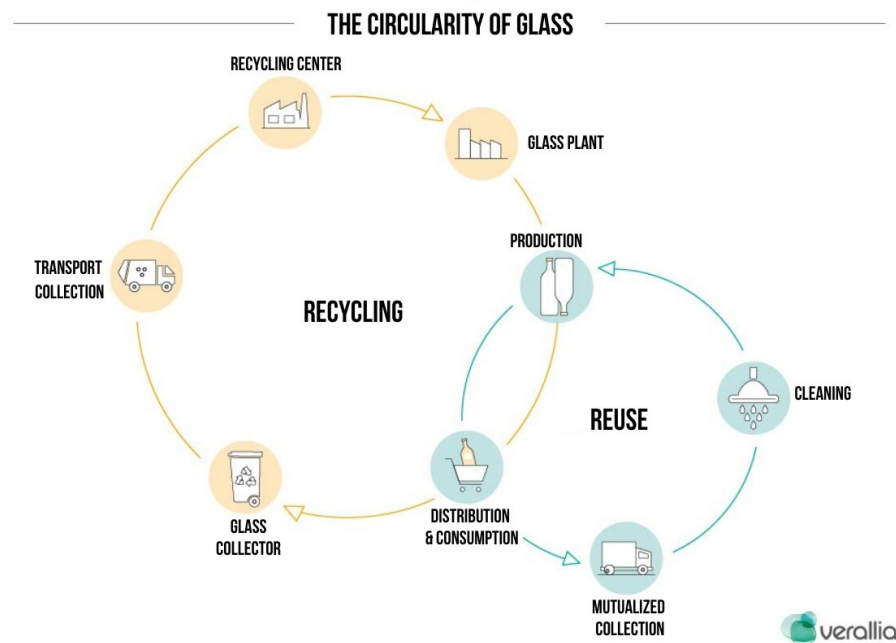 THE CIRCULARITY OF GLASS
RECYCLING CENTER
GLASS PLANT
PRODUCTION
TRANSPORT
COLLECTION
RECYCLING
CLEANING
REUSE
DISTRIBUTION
& CONSUMPTION
GLASS
COLLECTOR
MUTUALIZED
COLLECTION
verallia